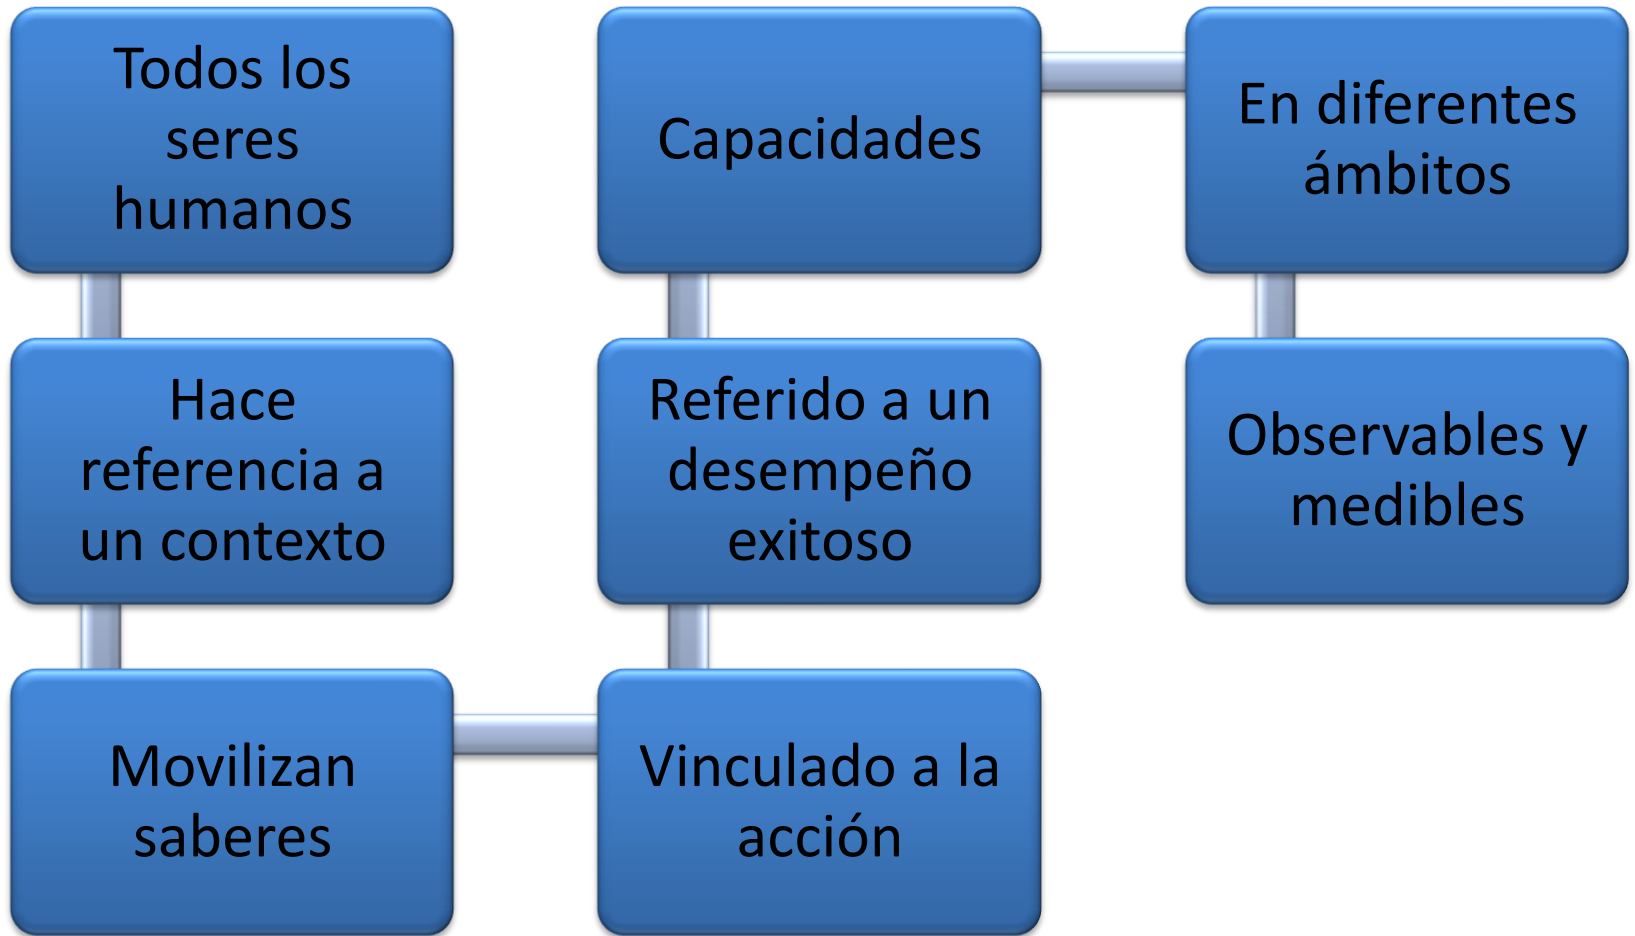 Todos los
seres
humanos
Hace
referencia a
un contexto
Movilizan
saberes
Vinculado a la
acción
Referido a un
desempeño
exitoso
Capacidades
En diferentes
ámbitos
Observables y
medibles